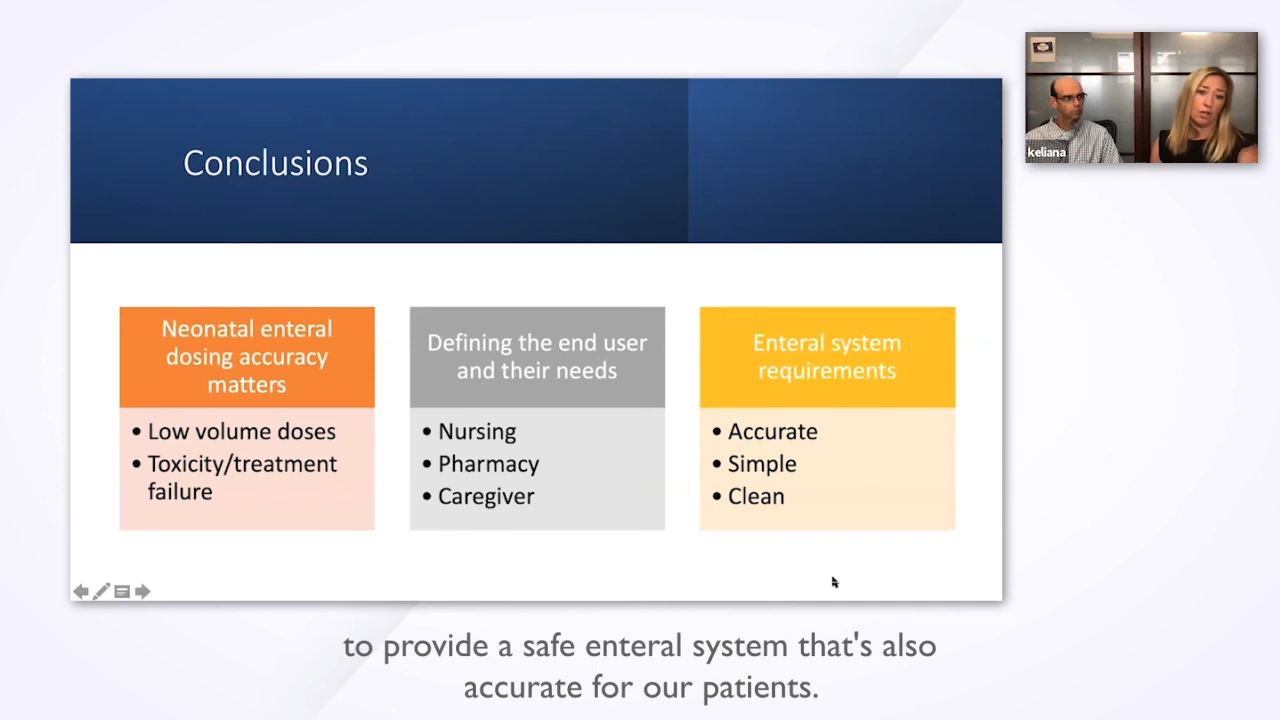 Conclusions
Neonatal enteral
dosing accuracy
matters
• Low volume doses
• Toxicity/treatment
failure
Defining the end user
and their needs
• Nursing
• Pharmacy
• Caregiver
Enteral system
requirements
• Accurate
• Simple
• Clean
keliana
to provide a safe enteral system that's also
accurate for our patients.